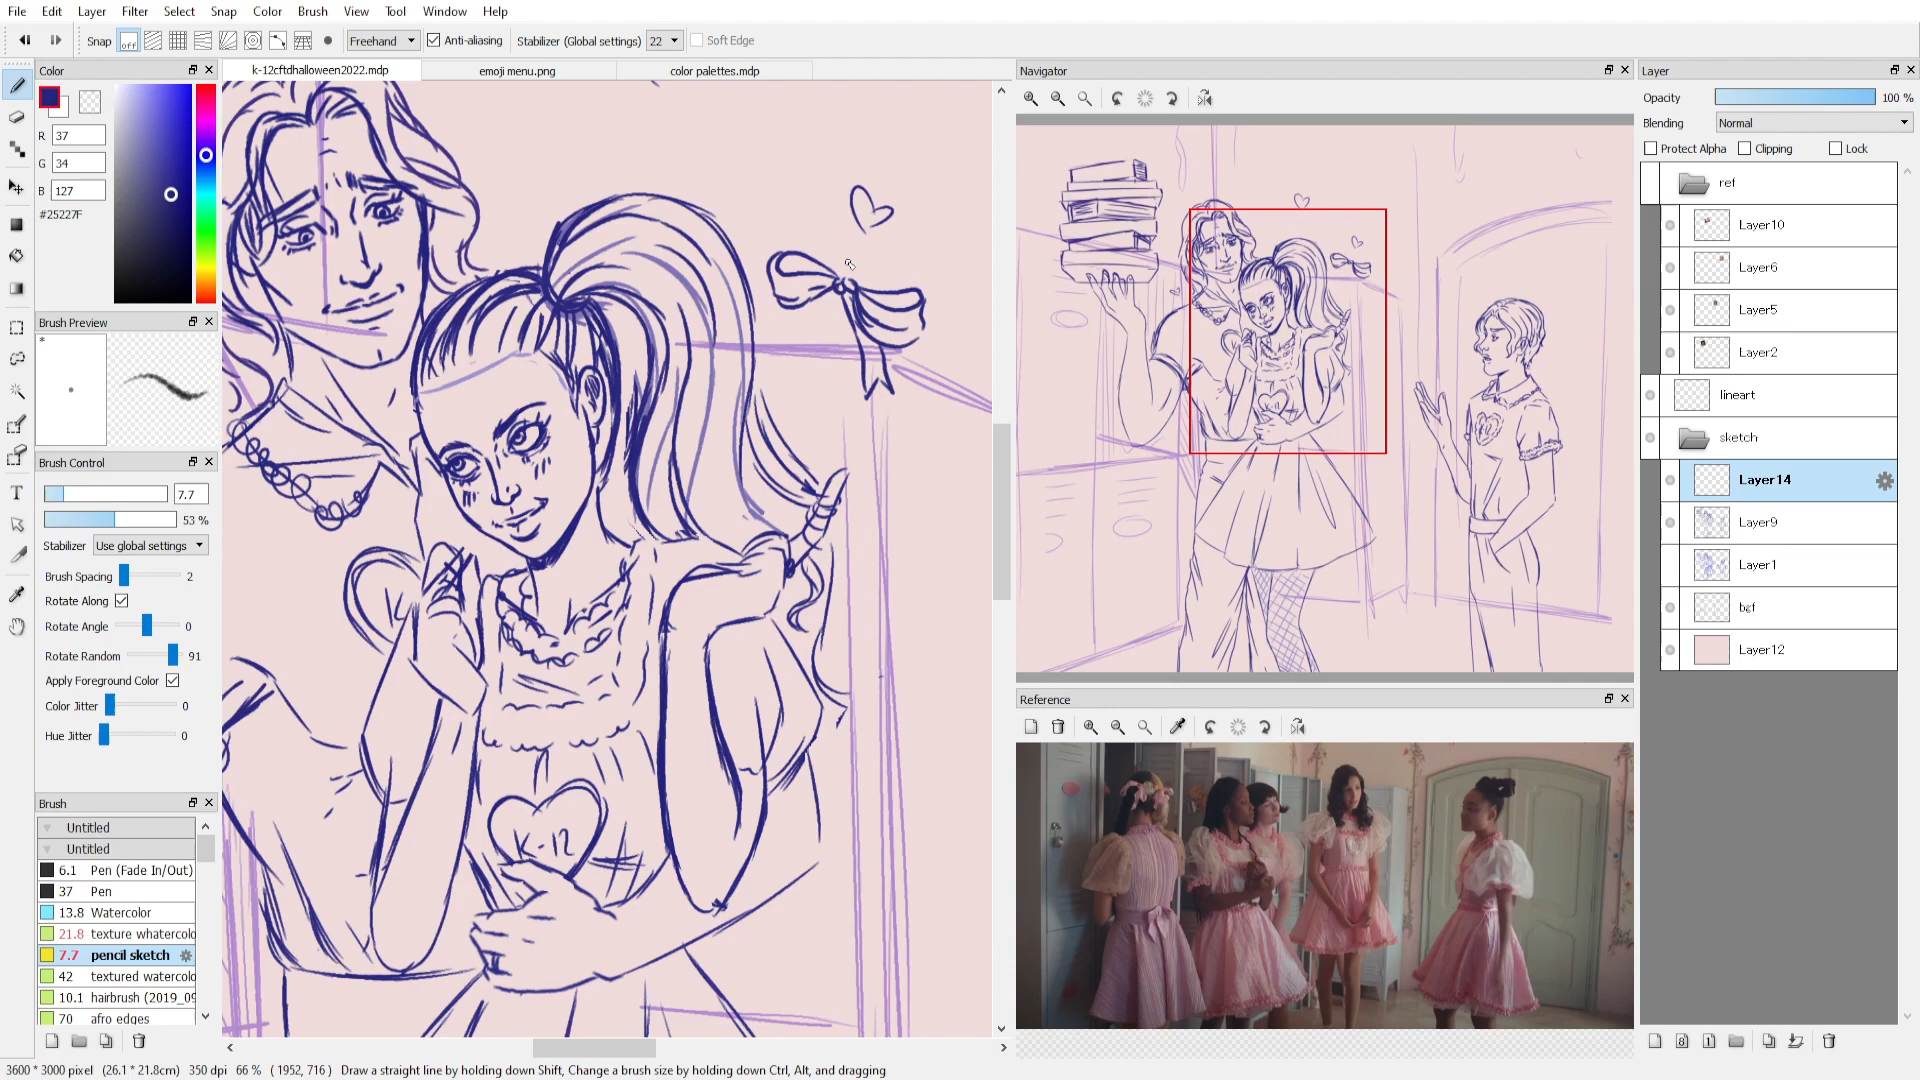 File Edit Layer Filter Select Snap Color Brush View Tool Window Help
Snap off Freehand Anti-aliasing Stabilizer (Global settings) 22 Soft Edge
Color
k-12cftdhalloween2022.mdp emoji menu.png color palettes.mdp
Navigator
Layer
R 37
G 34
B 127
#25227F
Opacity 100 %
Blending Normal
Protect Alpha Clipping Lock
ref
Layer10
Layer6
Layer5
Layer2
lineart
sketch
Layer14
Layer9
Layer1
bgf
Layer12
Brush Preview
*
Brush Control
7.7
53 %
Stabilizer Use global settings
Brush Spacing 2
Rotate Along
Rotate Angle 0
Rotate Random 91
Apply Foreground Color
Color Jitter 0
Hue Jitter 0
K-12
Reference
Brush
Untitled
Untitled
6.1 Pen (Fade In/Out)
37 Pen
13.8 Watercolor
21.8 texture whatercolo
7.7 pencil sketch
42 textured watercolo
10.1 hairbrush (2019_09
70 afro edges
8 1
3600 * 3000 pixel (26.1 * 21.8cm) 350 dpi 66 % ( 1952, 716 ) Draw a straight line by holding down Shift, Change a brush size by holding down Ctrl, Alt, and dragging